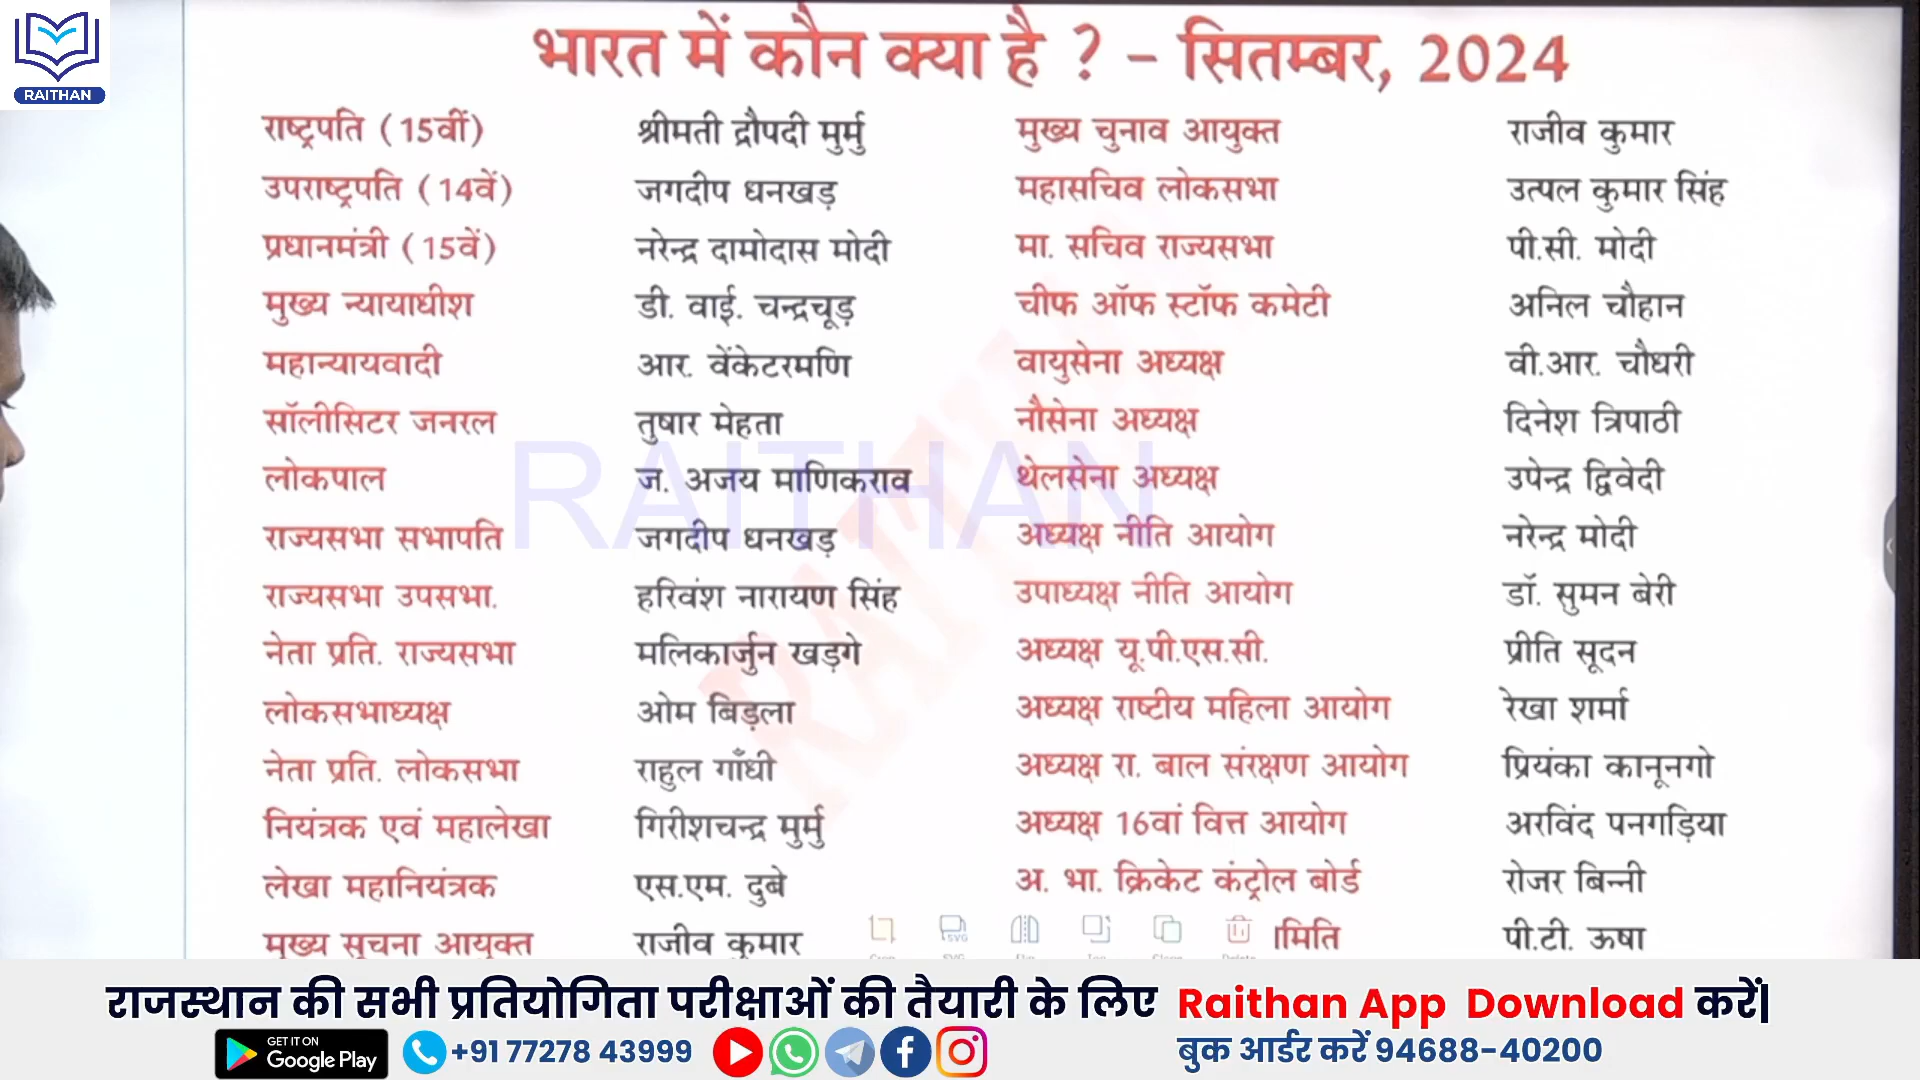 RAITHAN
भारत में कौन क्या है ? – सितम्बर, 2024
राष्ट्रपति (15वीं) श्रीमती द्रौपदी मुर्मु मुख्य चुनाव आयुक्त राजीव कुमार
उपराष्ट्रपति (14वें) जगदीप धनखड़ महासचिव लोकसभा उत्पल कुमार सिंह
प्रधानमंत्री (15वें) नरेन्द्र दामोदास मोदी मा. सचिव राज्यसभा पी.सी. मोदी
मुख्य न्यायाधीश डी. वाई. चन्द्रचूड़ चीफ ऑफ स्टॉफ कमेटी अनिल चौहान
महान्यायवादी आर. वेंकेटरमणि वायुसेना अध्यक्ष वी.आर. चौधरी
सॉलीसिटर जनरल तुषार मेहता नौसेना अध्यक्ष दिनेश त्रिपाठी
लोकपाल ज. अजय माणिकराव थेलसेना अध्यक्ष उपेन्द्र द्विवेदी
RAITHAN
राज्यसभा सभापति जगदीप धनखड़ अध्यक्ष नीति आयोग नरेन्द्र मोदी
राज्यसभा उपसभा. हरिवंश नारायण सिंह उपाध्यक्ष नीति आयोग डॉ. सुमन बेरी
नेता प्रति. राज्यसभा मलिकार्जुन खड़गे अध्यक्ष यू.पी.एस.सी. प्रीति सूदन
लोकसभाध्यक्ष ओम बिड़ला अध्यक्ष राष्टीय महिला आयोग रेखा शर्मा
नेता प्रति. लोकसभा राहुल गाँधी अध्यक्ष रा. बाल संरक्षण आयोग प्रियंका कानूनगो
नियंत्रक एवं महालेखा गिरीशचन्द्र मुर्मु अध्यक्ष 16वां वित्त आयोग अरविंद पनगड़िया
लेखा महानियंत्रक एस.एम. दुबे अ. भा. क्रिकेट कंट्रोल बोर्ड रोजर बिन्नी
मुख्य सूचना आयुक्त राजीव कुमार मिति पी.टी. ऊषा
राजस्थान की सभी प्रतियोगिता परीक्षाओं की तैयारी के लिए Raithan App Download करें|
GET IT ON
Google Play +91 77278 43999 बुक आर्डर करें 94688-40200